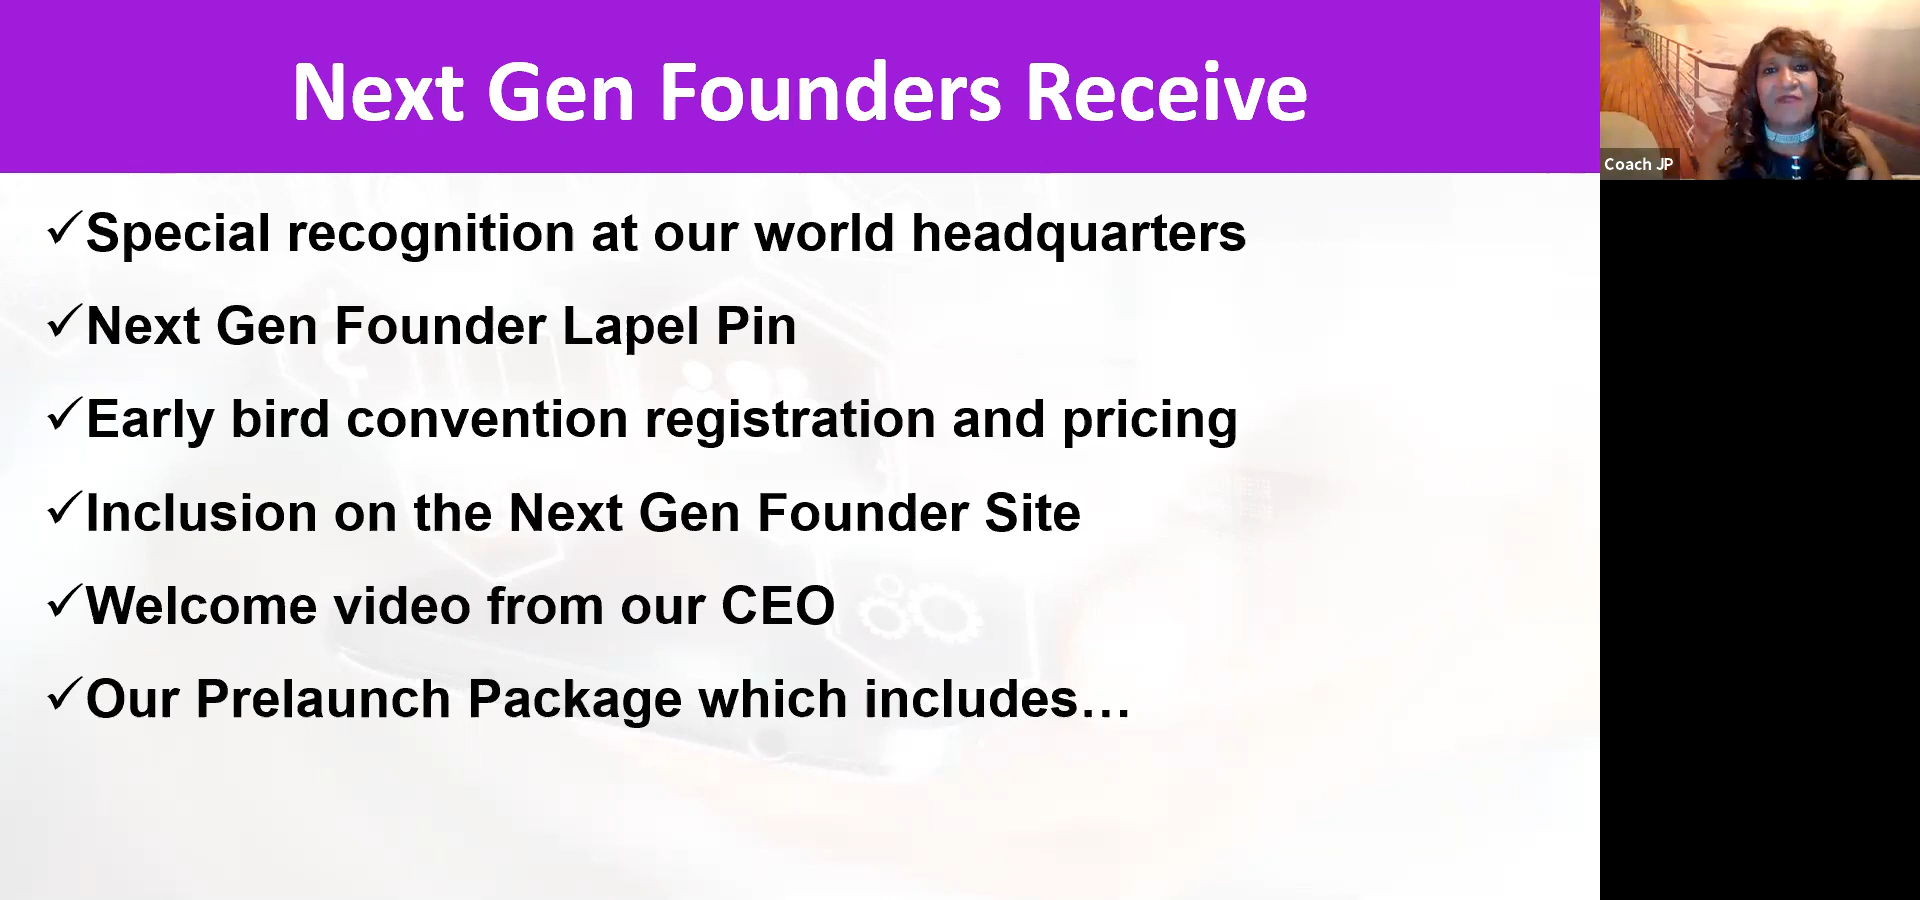 Next Gen Founders Receive
✓Special recognition at our world headquarters
✓Next Gen Founder Lapel Pin
✓Early bird convention registration and pricing
✓Inclusion on the Next Gen Founder Site
✓Welcome video from our CEO
✓Our Prelaunch Package which includes…
Coach JP